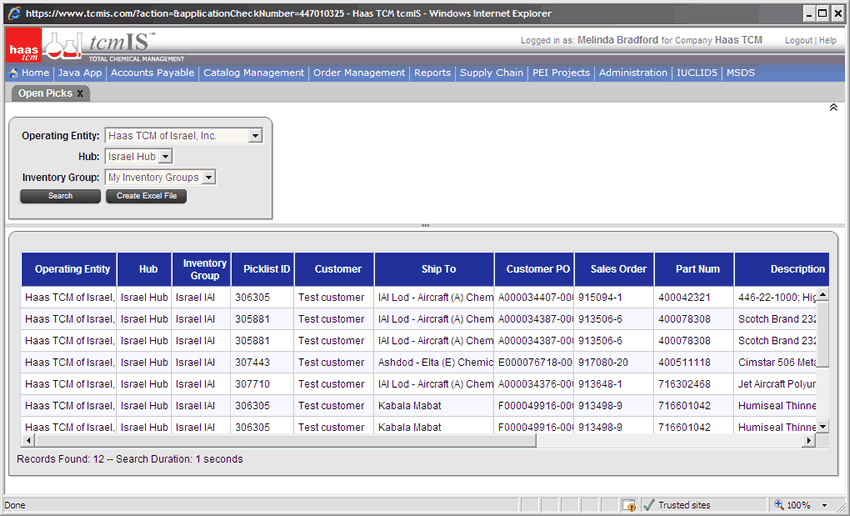 https://www.tcmis.com/?action=&applicationCheckNumber=447010325 - Haas TCM tcmIS - Windows Internet Explorer
haas tcm
tcmIS™
TOTAL CHEMICAL MANAGEMENT
Logged in as: Melinda Bradford for Company Haas TCM
Logout | Help
Home | Java App | Accounts Payable | Catalog Management | Order Management | Reports | Supply Chain | PEI Projects | Administration | IUCLID5 | MSDS
Open Picks x
Operating Entity: Haas TCM of Israel, Inc.
Hub: Israel Hub
Inventory Group: My Inventory Groups
Search Create Excel File
Operating Entity Hub Inventory Group Picklist ID Customer Ship To Customer PO Sales Order Part Num Description
Haas TCM of Israel, Israel Hub Israel IAI 306305 Test customer IAI Lod - Aircraft (A) Chem A000034407-00 915094-1 400042321 446-22-1000; Hig
Haas TCM of Israel, Israel Hub Israel IAI 305881 Test customer IAI Lod - Aircraft (A) Chem A000034387-00 913506-6 400078308 Scotch Brand 232
Haas TCM of Israel, Israel Hub Israel IAI 305881 Test customer IAI Lod - Aircraft (A) Chem A000034387-00 913506-6 400078308 Scotch Brand 232
Haas TCM of Israel, Israel Hub Israel IAI 307443 Test customer Ashdod - Elta (E) Chemic E000076718-00 917080-20 400511118 Cimstar 506 Meta
Haas TCM of Israel, Israel Hub Israel IAI 307710 Test customer IAI Lod - Aircraft (A) Chem A000034376-00 913648-1 716302468 Jet Aircraft Polyur
Haas TCM of Israel, Israel Hub Israel IAI 306305 Test customer Kabala Mabat F000049916-00 913498-9 716601042 Humiseal Thinne
Haas TCM of Israel, Israel Hub Israel IAI 306305 Test customer Kabala Mabat F000049916-00 913498-9 716601042 Humiseal Thinne
Records Found: 12 -- Search Duration: 1 seconds
Done
Trusted sites
100%